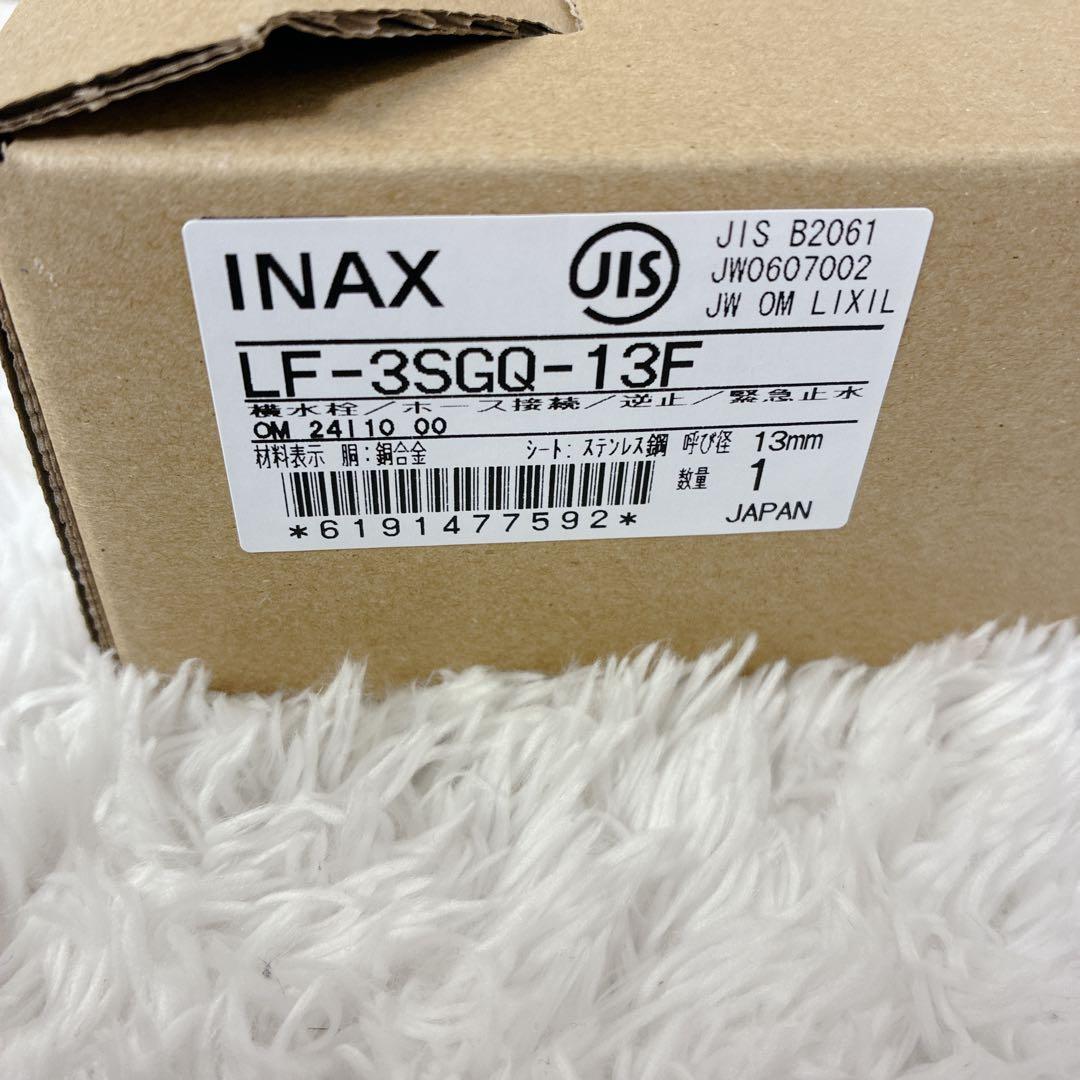 INAX
JIS
JIS B2061
JW0607002
JW OM LIXIL
LF-3SGQ-13F
横水栓/ホース接続/逆止/緊急止水
OM 24I10 00
材料表示 胴:銅合金 シート:ステンレス鋼 呼び径 13mm
数量 1
*6191477592*
JAPAN